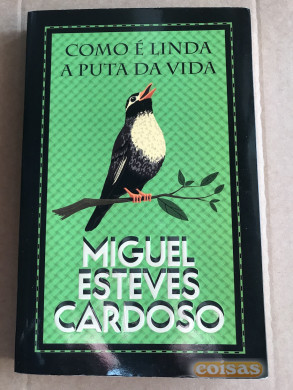 COMO É LINDA
A PUTA DA VIDA
MIGUEL
ESTEVES
CARDOSO
coisas